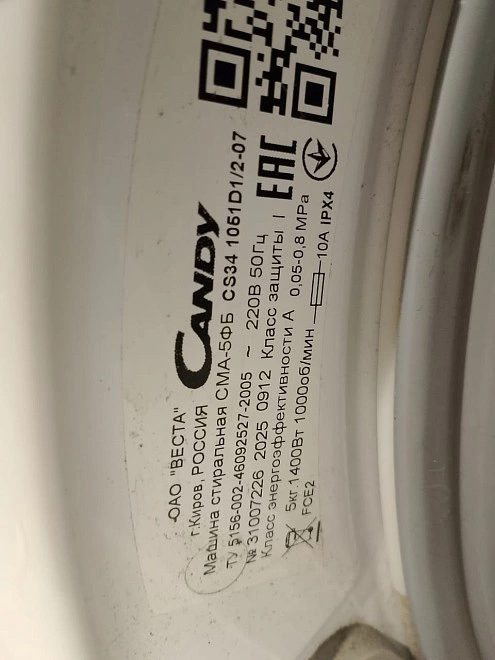 ОАО "ВЕСТА"
г.Киров, РОССИЯ
CANDY
Машина стиральная СМА-5ФБ CS34 1051D1/2-07
ТУ 5156-002-46092527-2005 ~ 220В 50Гц
№ 31007226 2025 0912 Класс защиты I
EAC
Класс энергоэффективности А 0,05-0,8 MPa
5кг 1400Вт 1000об/мин 10А IPX4
FCE2